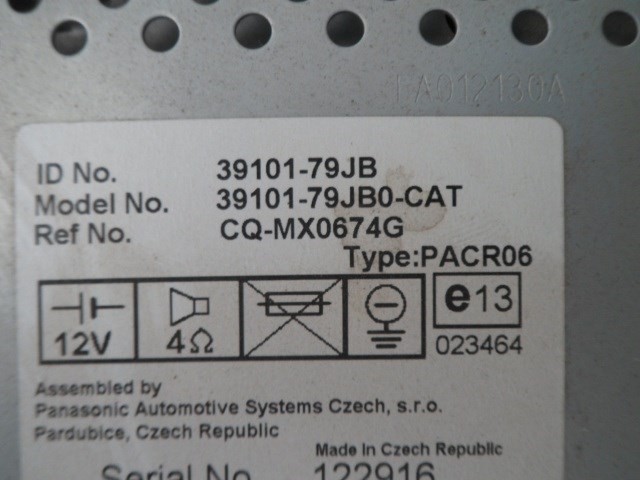 EA012130A
ID No. 39101-79JB
Model No. 39101-79JB0-CAT
Ref No. CQ-MX0674G
Type:PACR06
12V 4Ω e13
023464
Assembled by
Panasonic Automotive Systems Czech, s.r.o.
Pardubice, Czech Republic
Made In Czech Republic
Serial No. 122916